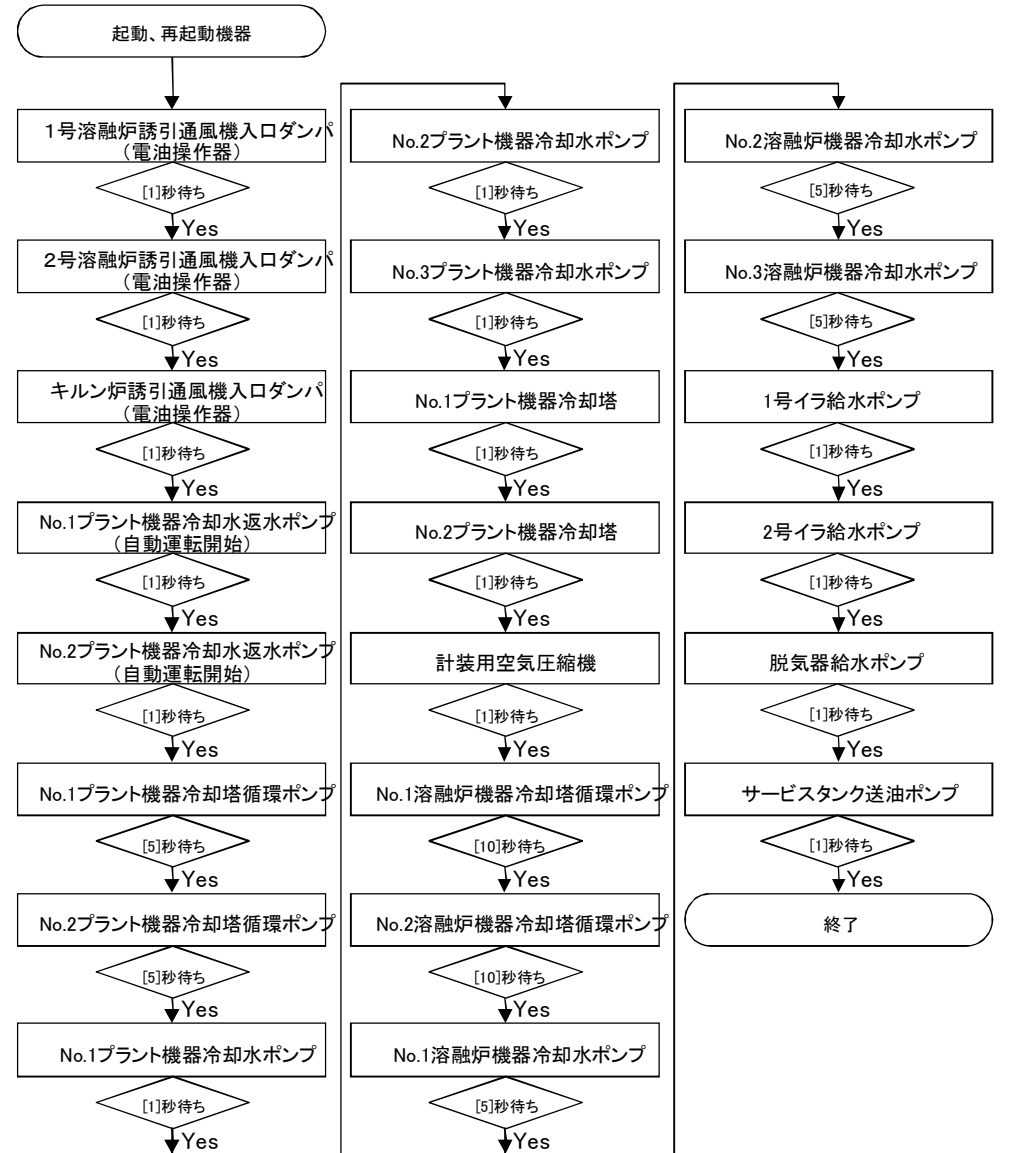 起動、再起動機器
１号溶融炉誘引通風機入口ダンパ
（電油操作器）
[1]秒待ち
Yes
２号溶融炉誘引通風機入口ダンパ
（電油操作器）
[1]秒待ち
Yes
キルン炉誘引通風機入口ダンパ
（電油操作器）
[1]秒待ち
Yes
No.1プラント機器冷却水返水ポンプ
（自動運転開始）
[1]秒待ち
Yes
No.2プラント機器冷却水返水ポンプ
（自動運転開始）
[1]秒待ち
Yes
No.1プラント機器冷却塔循環ポンプ
[5]秒待ち
Yes
No.2プラント機器冷却塔循環ポンプ
[5]秒待ち
Yes
No.1プラント機器冷却水ポンプ
[1]秒待ち
Yes
No.2プラント機器冷却水ポンプ
[1]秒待ち
Yes
No.3プラント機器冷却水ポンプ
[1]秒待ち
Yes
No.1プラント機器冷却塔
[1]秒待ち
Yes
No.2プラント機器冷却塔
[1]秒待ち
Yes
計装用空気圧縮機
[1]秒待ち
Yes
No.1溶融炉機器冷却塔循環ポンプ
[10]秒待ち
Yes
No.2溶融炉機器冷却塔循環ポンプ
[10]秒待ち
Yes
No.1溶融炉機器冷却水ポンプ
[5]秒待ち
Yes
No.2溶融炉機器冷却水ポンプ
[5]秒待ち
Yes
No.3溶融炉機器冷却水ポンプ
[5]秒待ち
Yes
1号イラ給水ポンプ
[1]秒待ち
Yes
2号イラ給水ポンプ
[1]秒待ち
Yes
脱気器給水ポンプ
[1]秒待ち
Yes
サービスタンク送油ポンプ
[1]秒待ち
Yes
終了